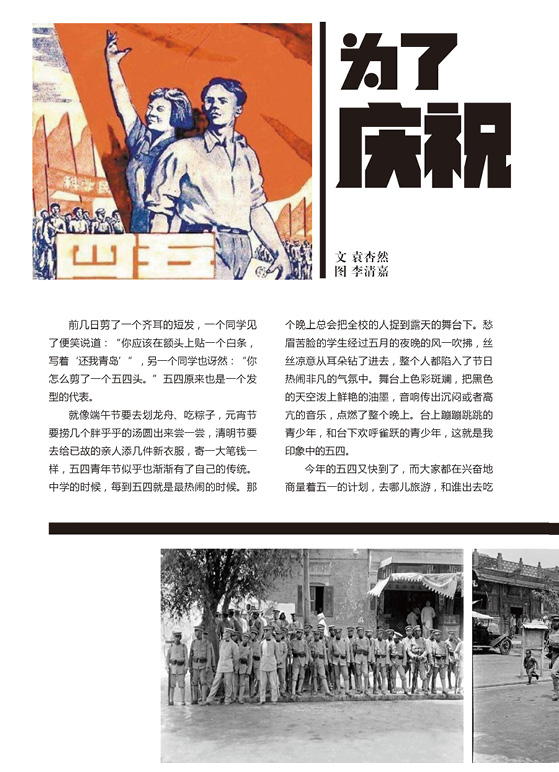 为了
庆祝
文 袁杏然
图 李清嘉
五四
前几日剪了一个齐耳的短发，一个同学见
了便笑说道：“你应该在额头上贴一个白条，
写着‘还我青岛’”，另一个同学也讶然：“你
怎么剪了一个五四头。”五四原来也是一个发
型的代表。
就像端午节要去划龙舟、吃粽子，元宵节
要捞几个胖乎乎的汤圆出来尝一尝，清明节要
去给已故的亲人添几件新衣服，寄一大笔钱一
样，五四青年节似乎也渐渐有了自己的传统。
中学的时候，每到五四就是最热闹的时候。那
个晚上总会把全校的人捉到露天的舞台下。愁
眉苦脸的学生经过五月的夜晚的风一吹拂，丝
丝凉意从耳朵钻了进去，整个人都陷入了节日
热闹非凡的气氛中。舞台上色彩斑斓，把黑色
的天空泼上鲜艳的油墨，音响传出沉闷或者高
亢的音乐，点燃了整个晚上。台上蹦蹦跳跳的
青少年，和台下欢呼雀跃的青少年，这就是我
印象中的五四。
今年的五四又快到了，而大家都在兴奋地
商量着五一的计划，去哪儿旅游，和谁出去吃